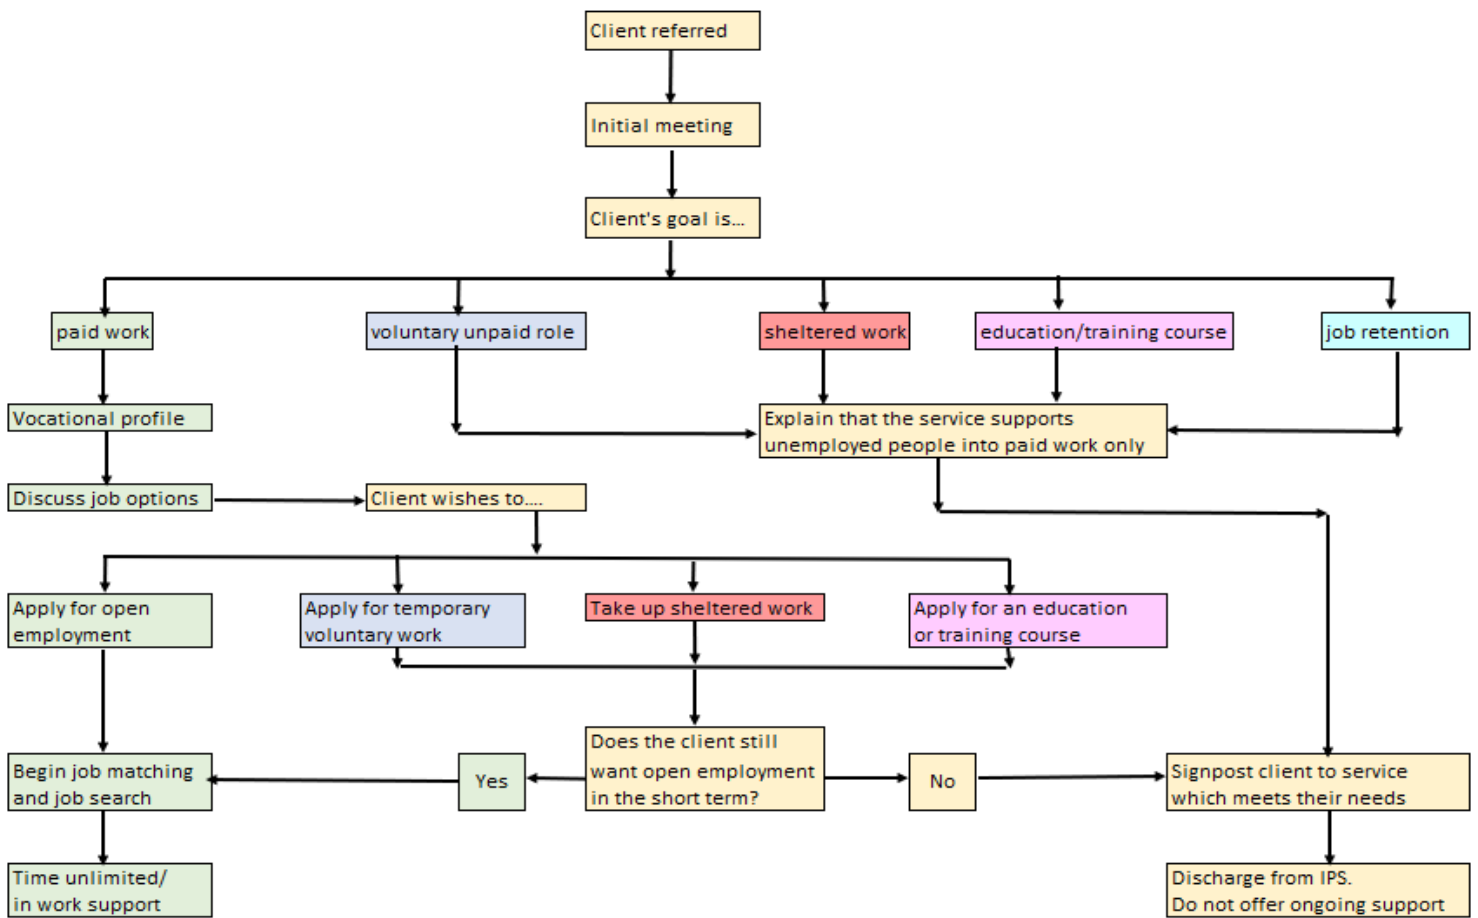 Client referred
Initial meeting
Client's goal is...
paid work
voluntary unpaid role
sheltered work
education/training course
job retention
Vocational profile
Explain that the service supports
unemployed people into paid work only
Discuss job options
Client wishes to....
Apply for open
employment
Apply for temporary
voluntary work
Take up sheltered work
Apply for an education
or training course
Does the client still
want open employment
in the short term?
Begin job matching
and job search
Yes
No
Signpost client to service
which meets their needs
Time unlimited/
in work support
Discharge from IPS.
Do not offer ongoing support